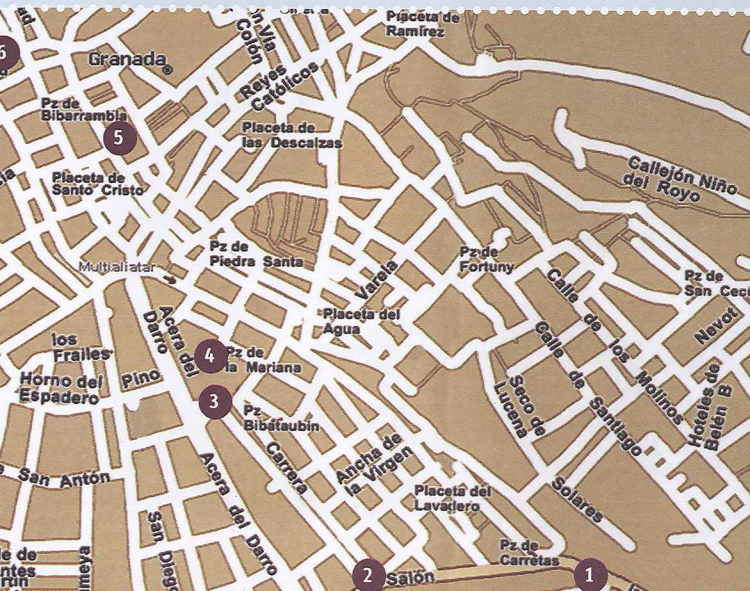 Placeta de
Ramírez
Colón
6
Granada
Reyes
Católicos
Pz de
Bibarrambla
5
Placeta de
las Descalzas
Callejón Niño
del Royo
Placeta de
Santo Cristo
Pz de
Piedra Santa
Pz de
Fortuny
Multialiatar
Varela
Pz de
San Cec
Calle de los Molinos
Placeta del
Agua
Acera del
Darro
Nevot
los
Frailes
4
Pz de
la Mariana
Calle de Santiago
Horno del
Espadero
Pino
Seco de
Lucena
Hoteles de
Belén B
3
Pz
Bibataubín
Carrera
Ancha de
la Virgen
San Antón
Acera del Darro
Placeta del
Lavadero
Solares
San Diego
Pz de
Carretas
2
Salón
1